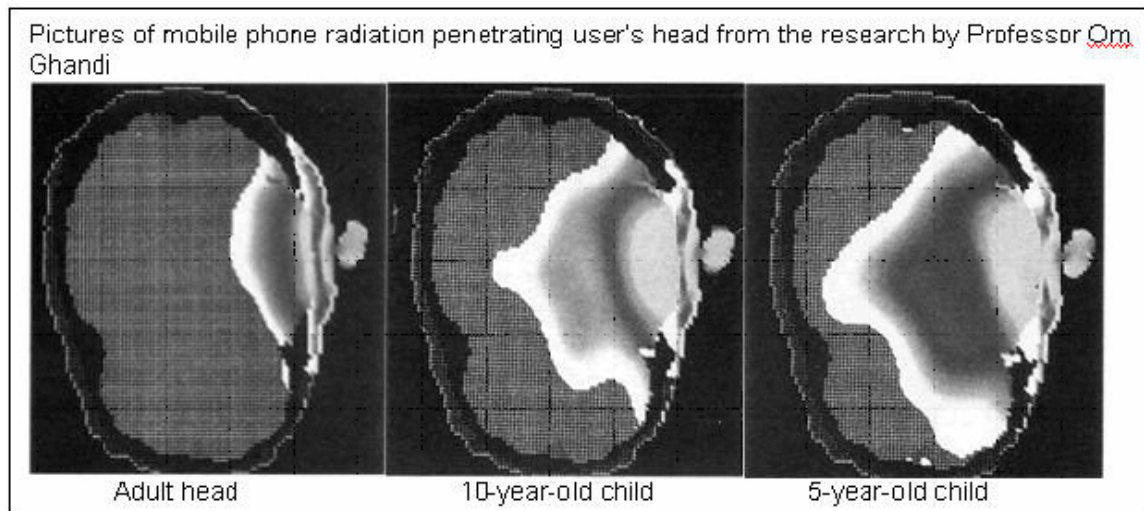 Pictures of mobile phone radiation penetrating user's head from the research by Professor Om
Ghandi
Adult head
10-year-old child
5-year-old child